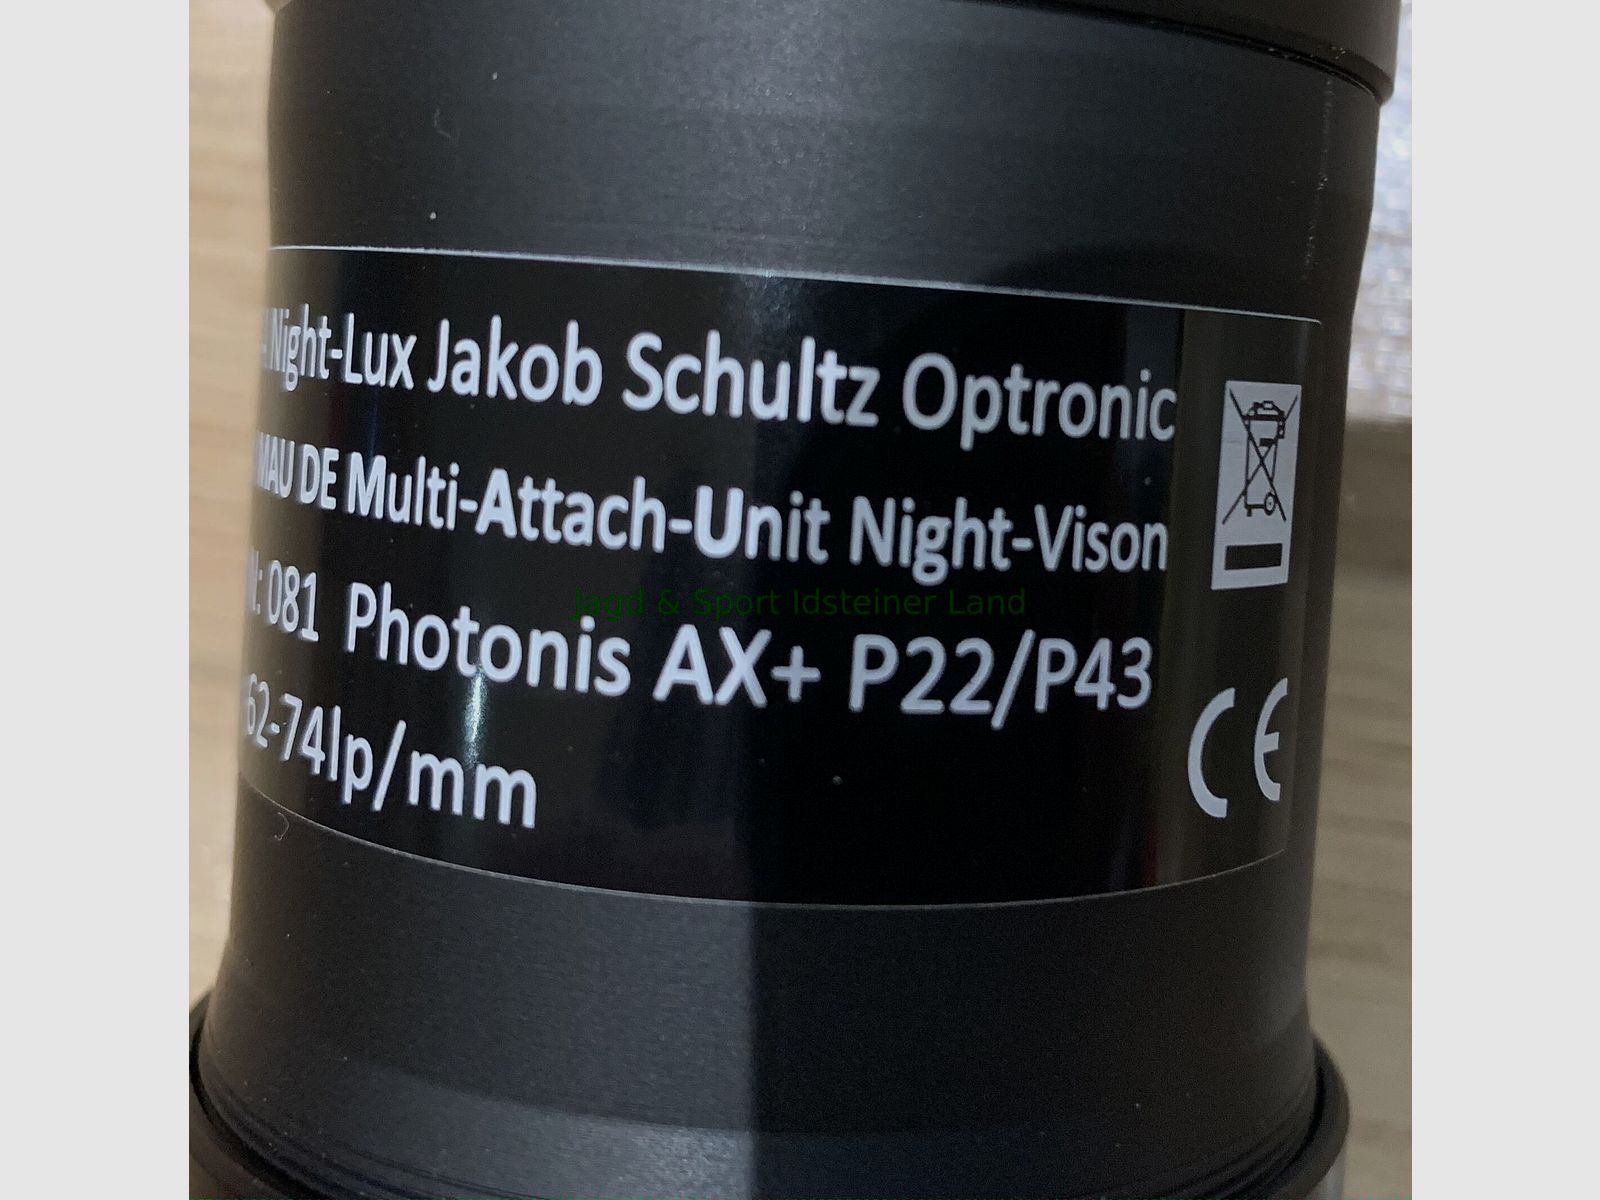 Night-Lux Jakob Schultz Optronic
MAU DE Multi-Attach-Unit Night-Vison
081 Photonis AX+ P22/P43
62-74lp/mm
CE
Jagd & Sport Idsteiner Land